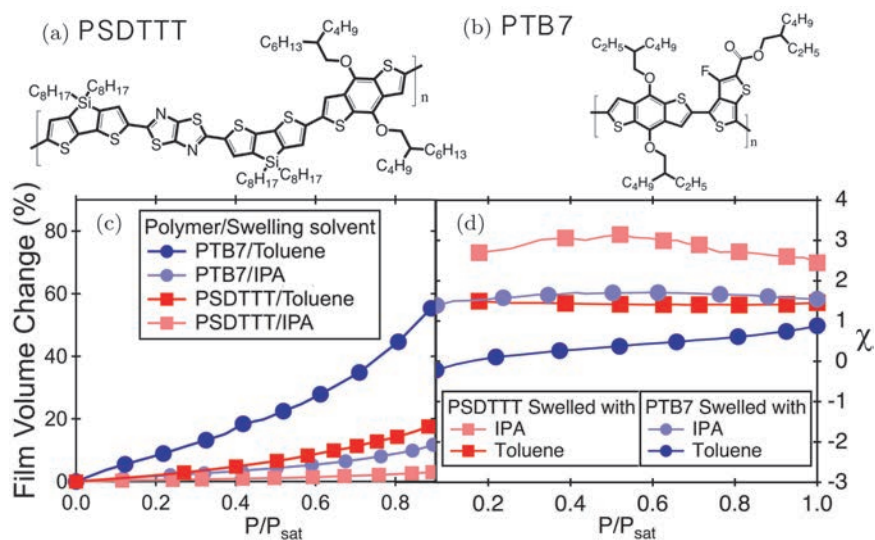 (a) PSDTTT
(b) PTB7
C₄H₉
C₆H₁₃
O
S
C₈H₁₇
C₈H₁₇
Si
S
S
N
S
S
N
S
S
Si
C₈H₁₇
C₈H₁₇
S
S
O
C₄H₉
C₆H₁₃
n
C₄H₉
C₂H₅
O
F
O
O
C₄H₉
C₂H₅
S
S
S
S
O
C₄H₉
C₂H₅
n
Film Volume Change (%)
80
60
40
20
0
(c)
Polymer/Swelling solvent
PTB7/Toluene
PTB7/IPA
PSDTTT/Toluene
PSDTTT/IPA
0.0 0.2 0.4 0.6 0.8
P/Psat
(d)
PSDTTT Swelled with
IPA
Toluene
PTB7 Swelled with
IPA
Toluene
0.2 0.4 0.6 0.8 1.0
P/Psat
4
3
2
1
0
-1
-2
-3
χ